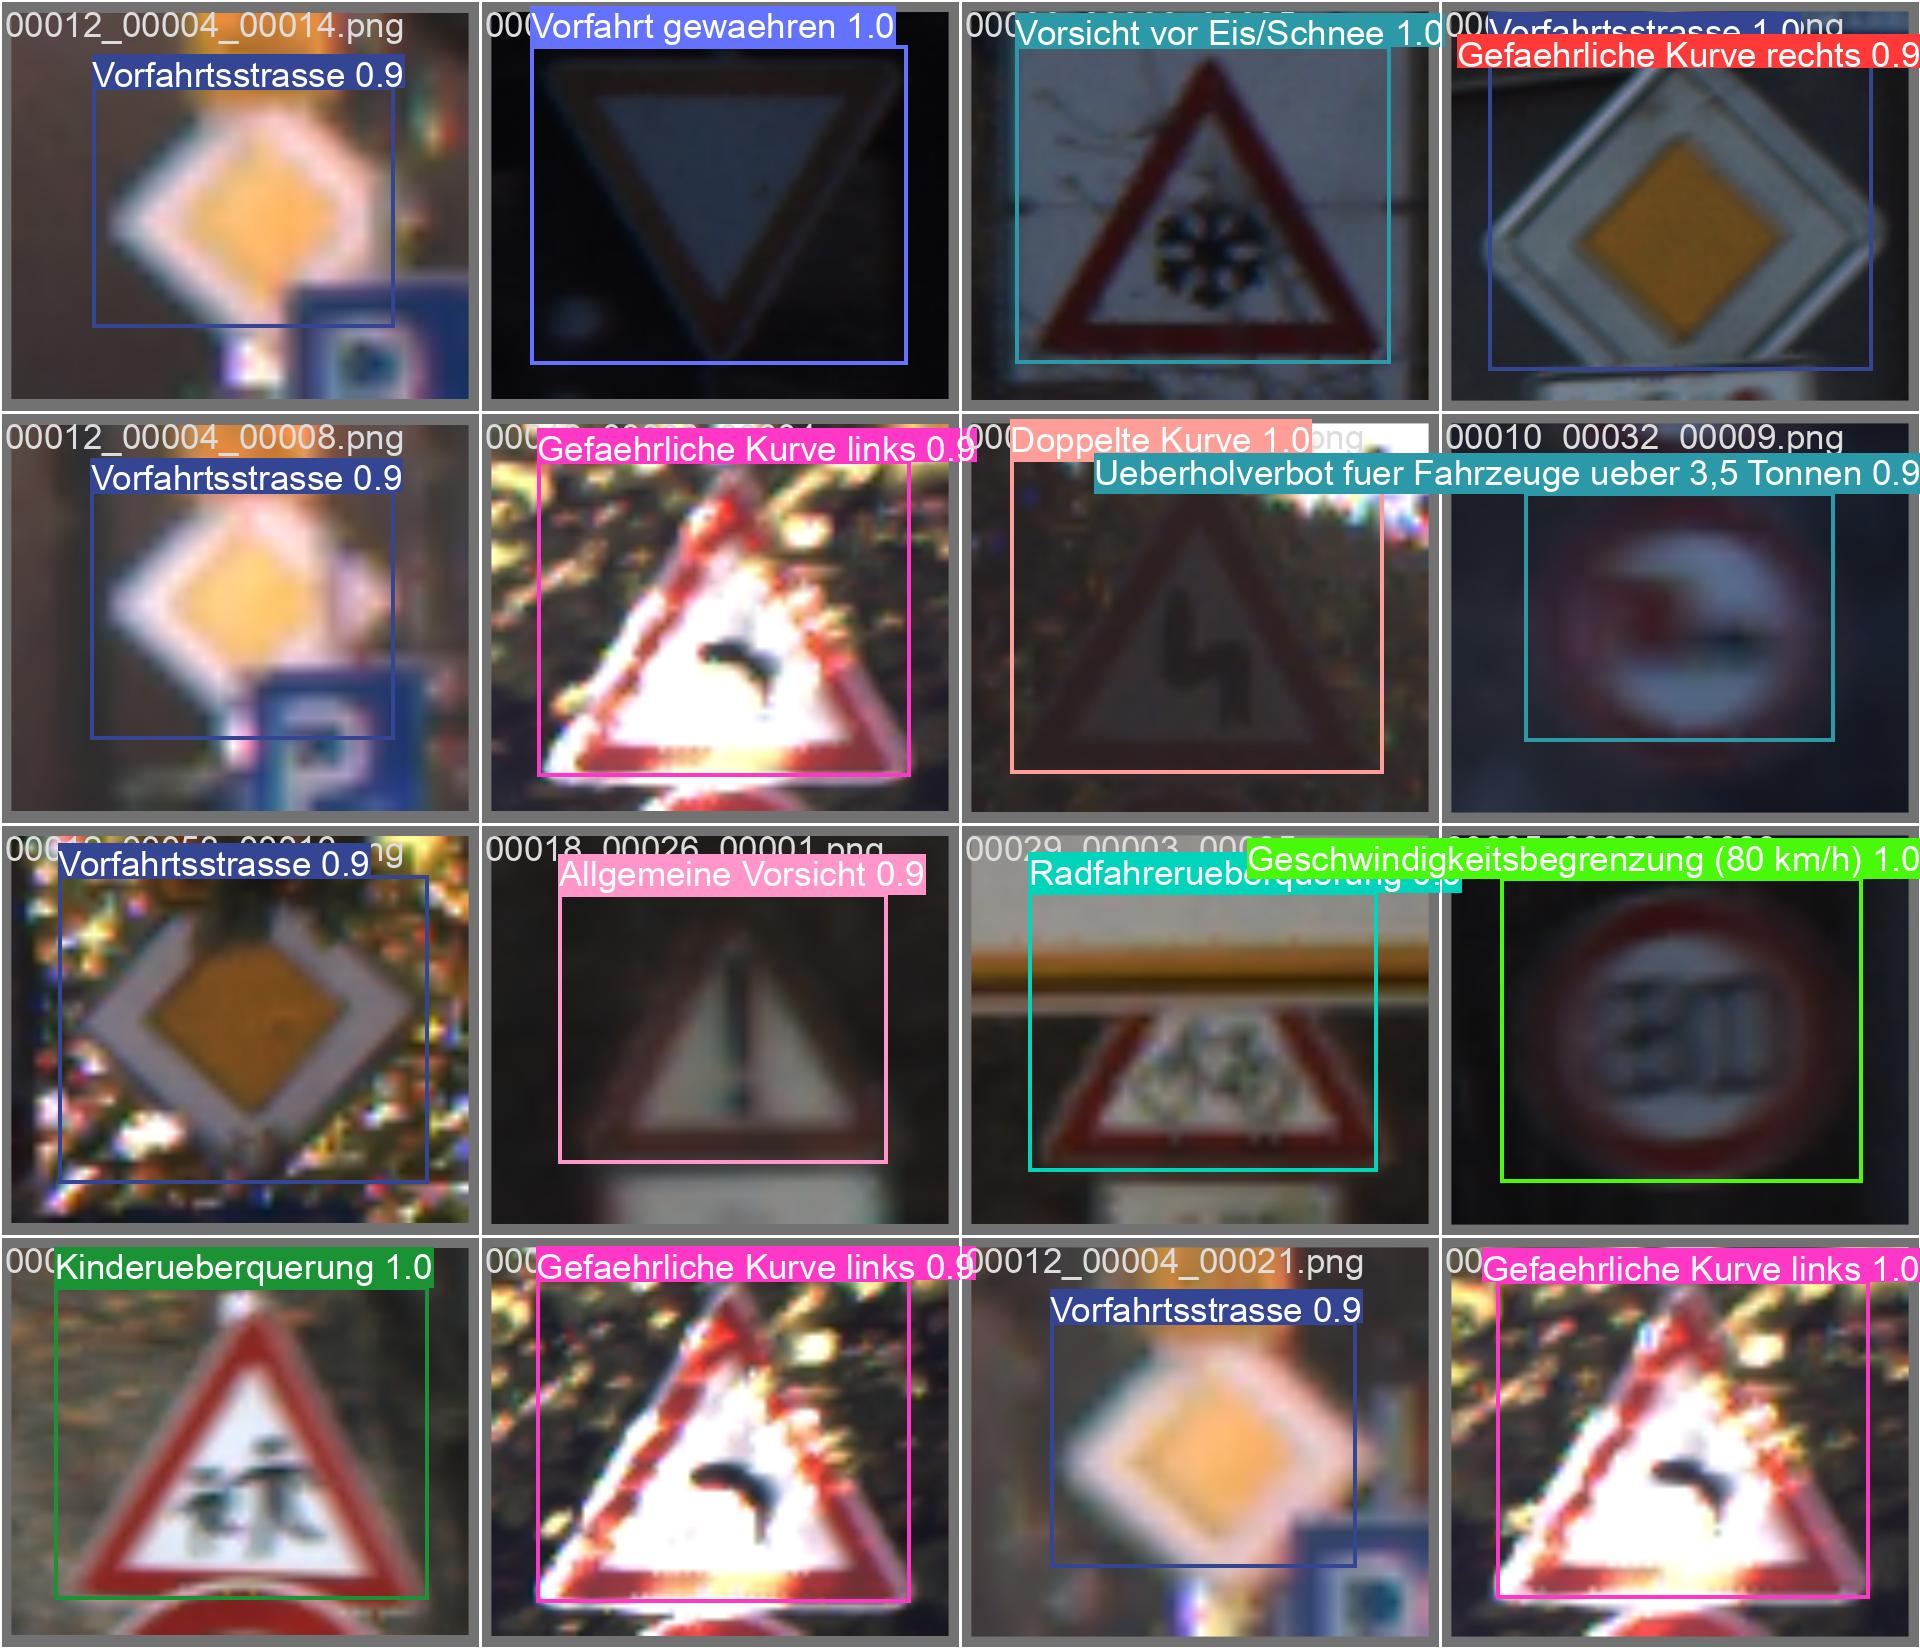 00012_00004_00014.png
Vorfahrtsstrasse 0.9
Vorfahrt gewaehren 1.0
Vorsicht vor Eis/Schnee 1.0
Vorfahrtsstrasse 1.0
Gefaehrliche Kurve rechts 0.9
00012_00004_00008.png
Vorfahrtsstrasse 0.9
P
Gefaehrliche Kurve links 0.9
Doppelte Kurve 1.0
00010_00032_00009.png
Ueberholverbot fuer Fahrzeuge ueber 3,5 Tonnen 0.9
Vorfahrtsstrasse 0.9
00018_00026_00001.png
Allgemeine Vorsicht 0.9
Radfahrerueberquerung
Geschwindigkeitsbegrenzung (80 km/h) 1.0
Kinderueberquerung 1.0
Gefaehrliche Kurve links 0.9
00012_00004_00021.png
Vorfahrtsstrasse 0.9
Gefaehrliche Kurve links 1.0